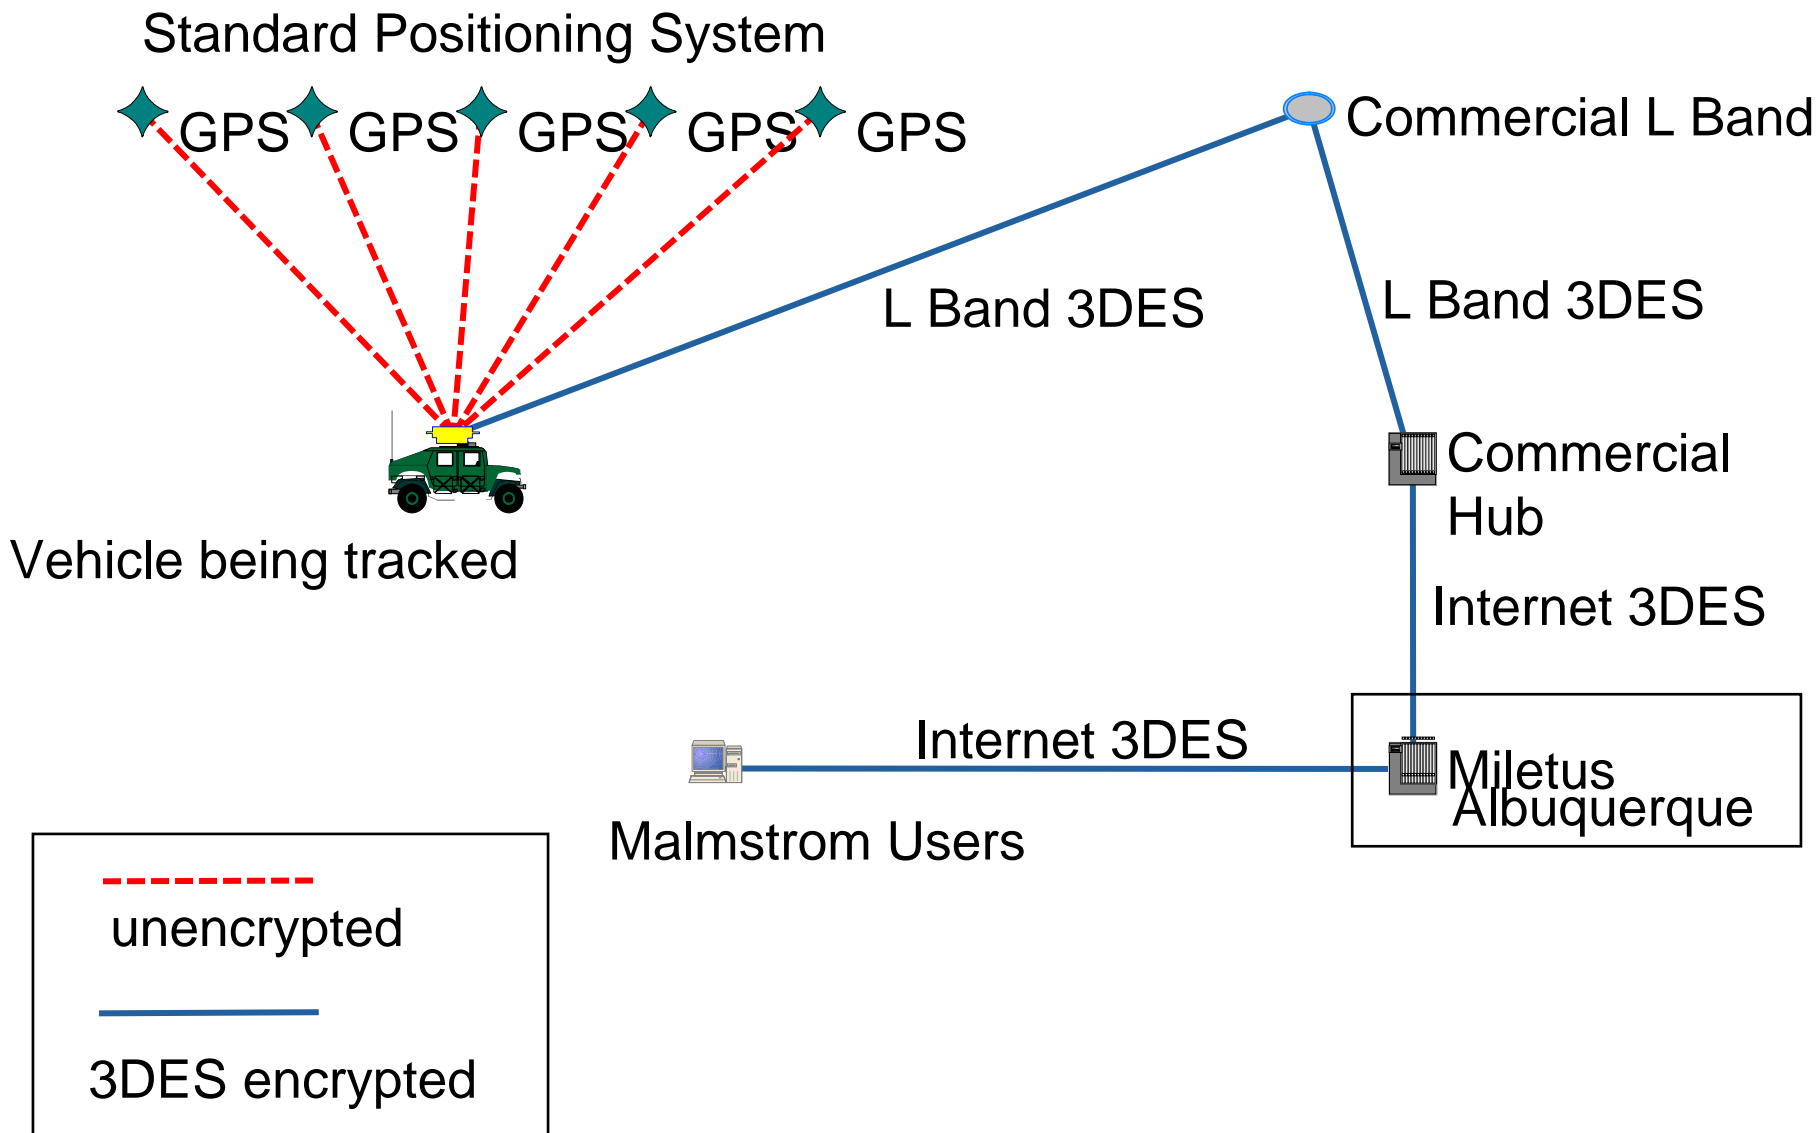 Standard Positioning System
GPS GPS GPS GPS GPS
Commercial L Band
L Band 3DES
L Band 3DES
Commercial
Hub
Vehicle being tracked
Internet 3DES
Internet 3DES
Miletus
Albuquerque
Malmstrom Users
unencrypted
3DES encrypted